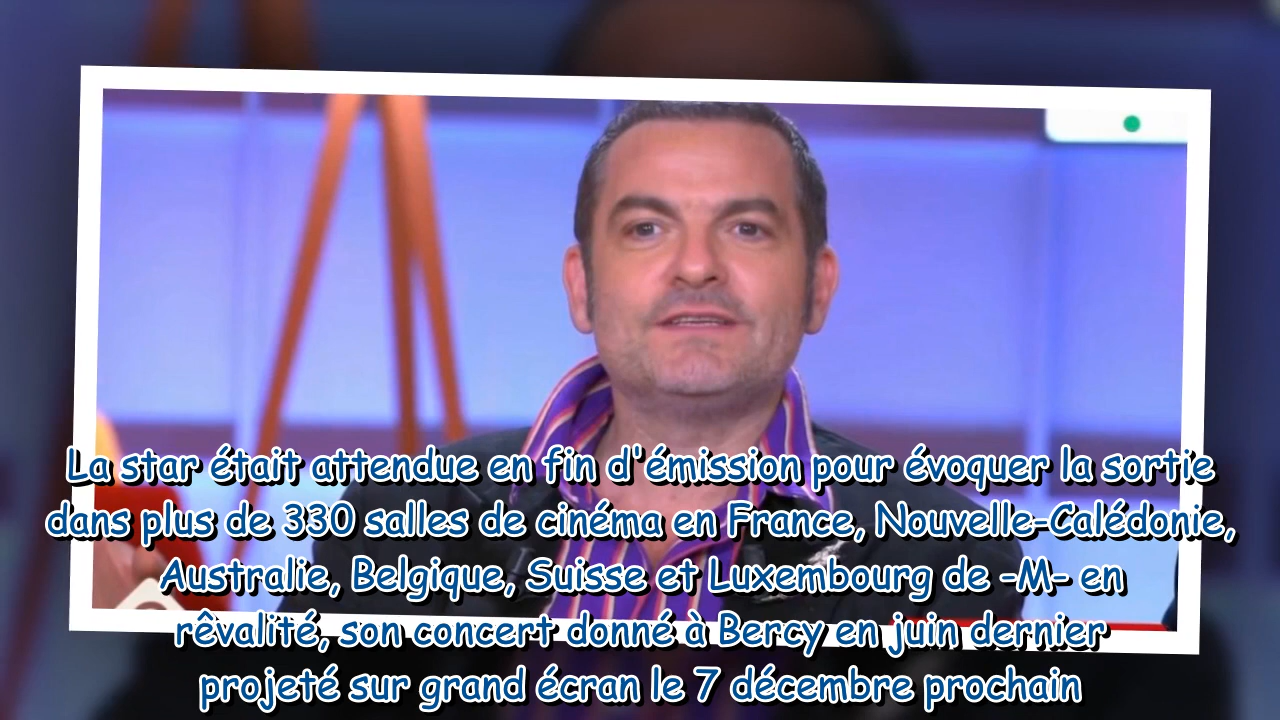 La star était attendue en fin d'émission pour évoquer la sortie
dans plus de 330 salles de cinéma en France, Nouvelle-Calédonie,
Australie, Belgique, Suisse et Luxembourg de -M- en
rêvalité, son concert donné à Bercy en juin dernier
projeté sur grand écran le 7 décembre prochain